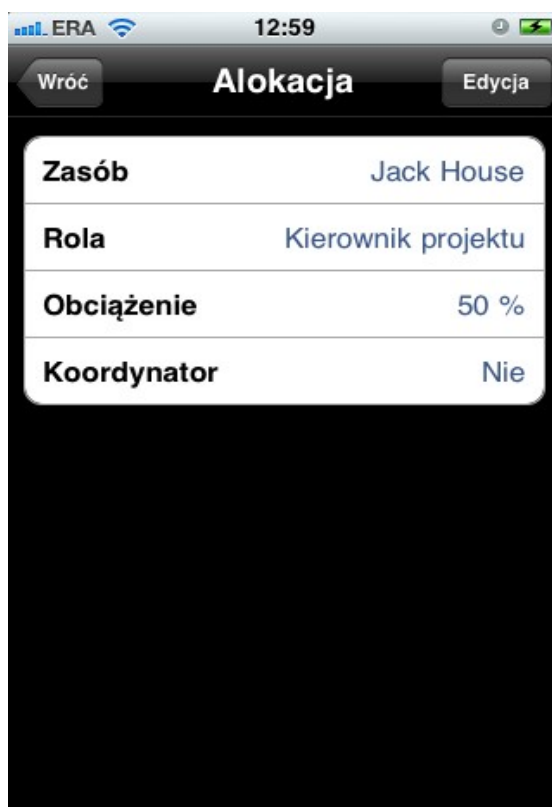 ERA 12:59
Wróć Alokacja Edycja
Zasób Jack House
Rola Kierownik projektu
Obciążenie 50 %
Koordynator Nie